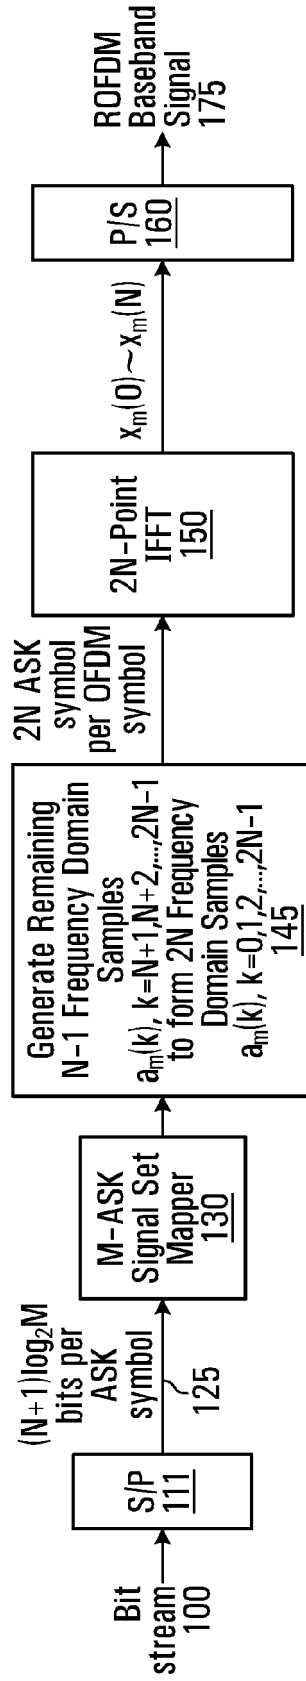 Bit
stream
100
S/P
111
(N+1)log₂M
bits per
ASK
symbol
125
M-ASK
Signal Set
Mapper
130
Generate Remaining
N-1 Frequency Domain
Samples
aₘ(k), k=N+1,N+2,...,2N-1
to form 2N Frequency
Domain Samples
aₘ(k), k=0,1,2,...,2N-1
145
2N ASK
symbol
per OFDM
symbol
2N-Point
IFFT
150
xₘ(0)~xₘ(N)
P/S
160
ROFDM
Baseband
Signal
175